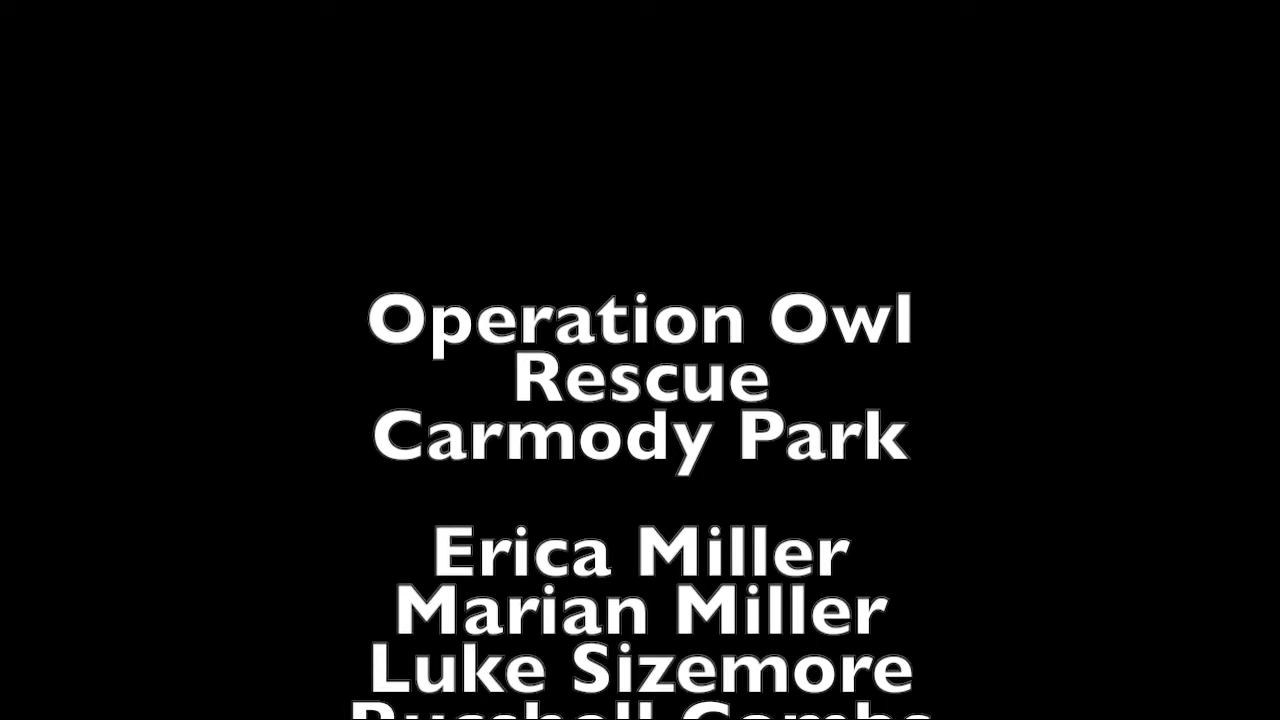 Operation Owl
Rescue
Carmody Park
Erica Miller
Marian Miller
Luke Sizemore